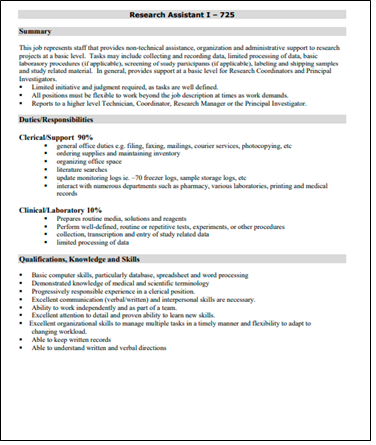 Research Assistant I – 725
Summary
This job represents staff that provides non-technical assistance, organization and administrative support to research
projects at a basic level.  Tasks may include collecting and recording data, limited processing of data, basic
laboratory procedures (if applicable), screening of study participants (if applicable), labeling and shipping samples
and study related material.  In general, provides support at a basic level for Research Coordinators and Principal
Investigators.
▪ Limited initiative and judgment required, as tasks are well defined.
▪ All positions must be flexible to work beyond the job description at times as work demands.
▪ Reports to a higher level Technician, Coordinator, Research Manager or the Principal Investigator.
Duties/Responsibilities
Clerical/Support  90%
▪ general office duties e.g. filing, faxing, mailings, courier services, photocopying, etc
▪ ordering supplies and maintaining inventory
▪ organizing office space
▪ literature searches
▪ update monitoring logs ie. –70 freezer logs, sample storage logs, etc
▪ interact with numerous departments such as pharmacy, various laboratories, printing and medical
records
Clinical/Laboratory 10%
▪ Prepares routine media, solutions and reagents
▪ Perform well-defined, routine or repetitive tests, experiments, or other procedures
▪ collection, transcription and entry of study related data
▪ limited processing of data
Qualifications, Knowledge and Skills
▪ Basic computer skills, particularly database, spreadsheet and word processing
▪ Demonstrated knowledge of medical and scientific terminology
▪ Progressively responsible experience in a clerical position.
▪ Excellent communication (verbal/written) and interpersonal skills are necessary.
▪ Ability to work independently and as part of a team.
▪ Excellent attention to detail and proven ability to learn new skills.
▪ Excellent organizational skills to manage multiple tasks in a timely manner and flexibility to adapt to
changing workload.
▪ Able to keep written records
▪ Able to understand written and verbal directions